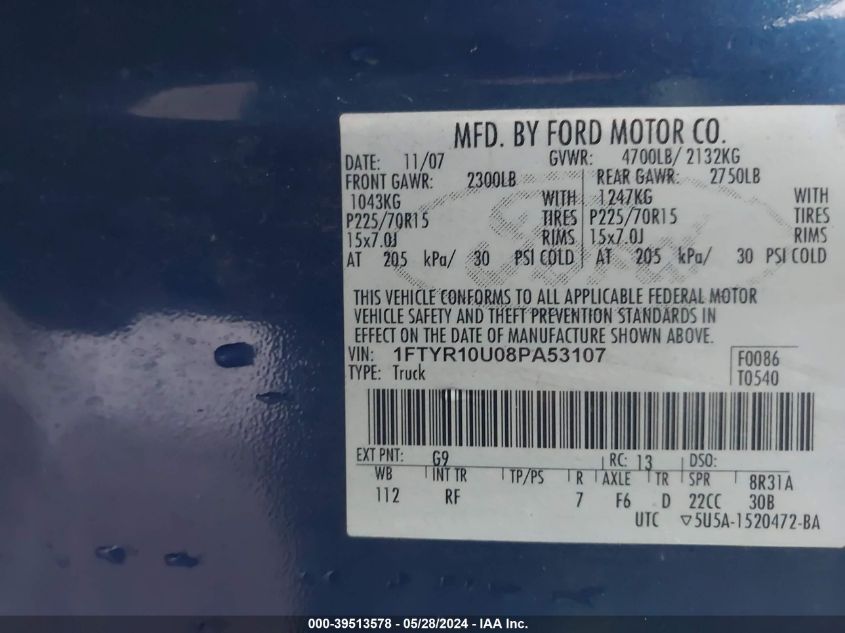 MFD. BY FORD MOTOR CO.
DATE: 11/07 GVWR: 4700LB/ 2132KG
FRONT GAWR: 2300LB REAR GAWR: 2750LB
1043KG WITH 1247KG WITH
P225/70R15 TIRES P225/70R15 TIRES
15x7.0J RIMS 15x7.0J RIMS
AT 205 kPa/ 30 PSI COLD AT 205 kPa/ 30 PSI COLD
THIS VEHICLE CONFORMS TO ALL APPLICABLE FEDERAL MOTOR
VEHICLE SAFETY AND THEFT PREVENTION STANDARDS IN
EFFECT ON THE DATE OF MANUFACTURE SHOWN ABOVE.
VIN: 1FTYR10U08PA53107 F0086
TYPE: Truck T0540
EXT PNT: G9 RC: 13 DSO:
WB INT TR TP/PS R AXLE TR SPR 8R31A
112 RF 7 F6 D 22CC 30B
UTC ▽5U5A-1520472-BA
000-39513578 - 05/28/2024 - IAA Inc.